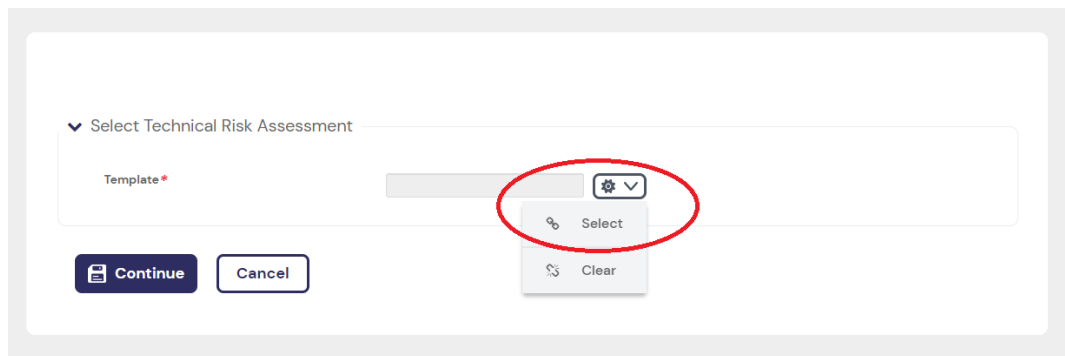 Select Technical Risk Assessment
Template*
Select
Clear
Continue
Cancel